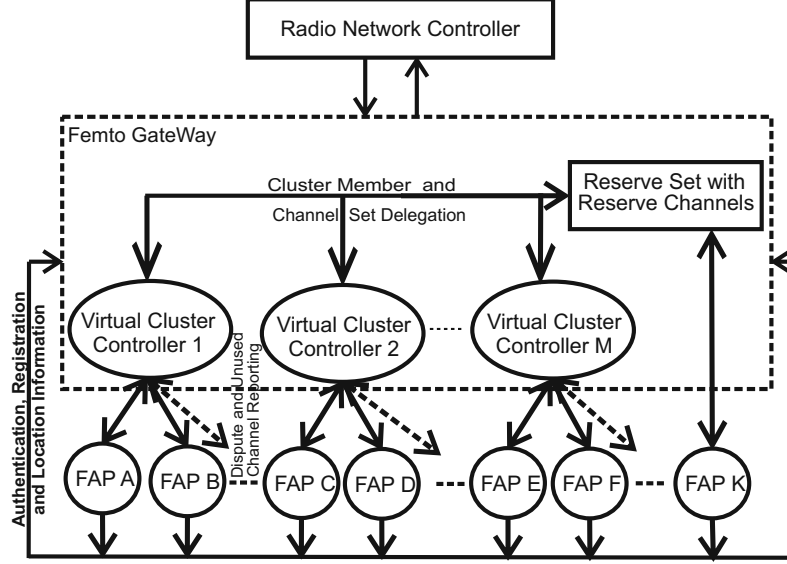 Radio Network Controller
Femto GateWay
Cluster Member and
Channel Set Delegation
Reserve Set with
Reserve Channels
Virtual Cluster
Controller 1
Virtual Cluster
Controller 2
Virtual Cluster
Controller M
Authentication, Registration
and Location Information
Dispute and Unused
Channel Reporting
FAP A
FAP B
FAP C
FAP D
FAP E
FAP F
FAP K